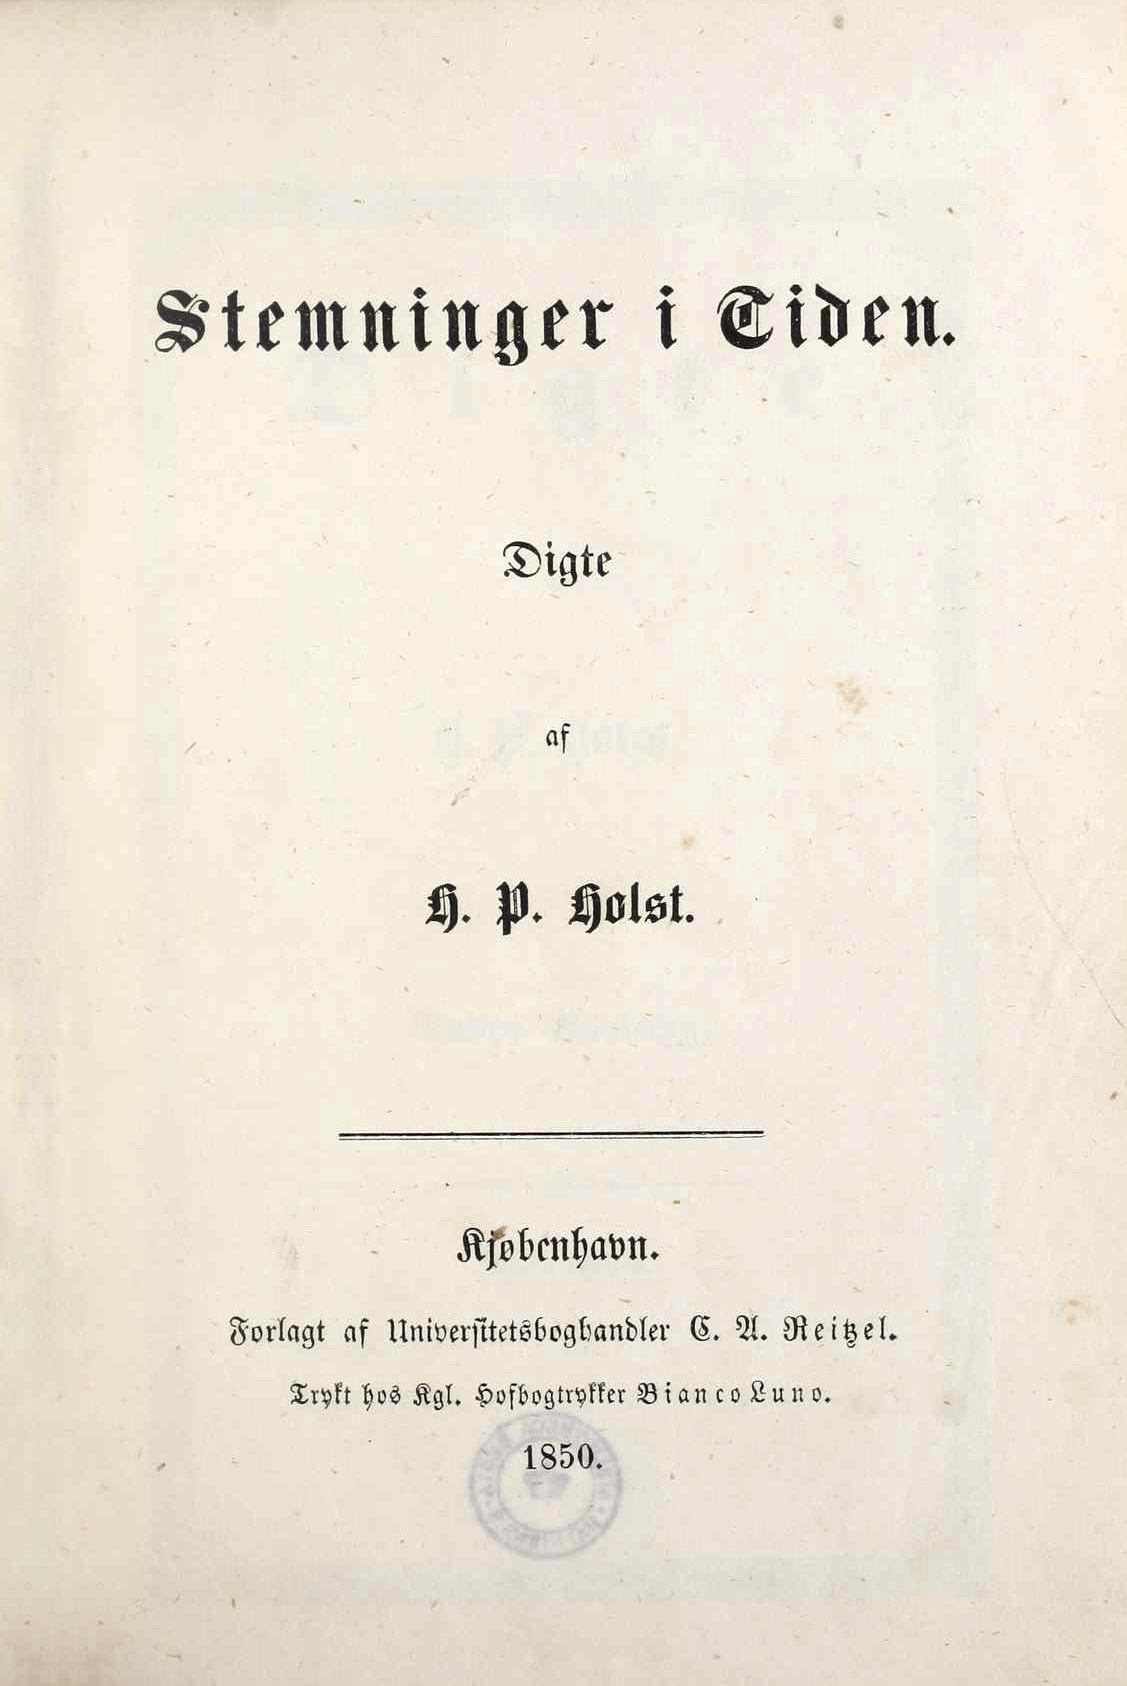 Stemninger i Tiden.
Digte
af
H. P. Holst.
Kjøbenhavn.
Forlagt af Universitetsboghandler C. A. Reitzel.
Trykt hos Kgl. Hofbogtrykker Bianco Luno.
1850.